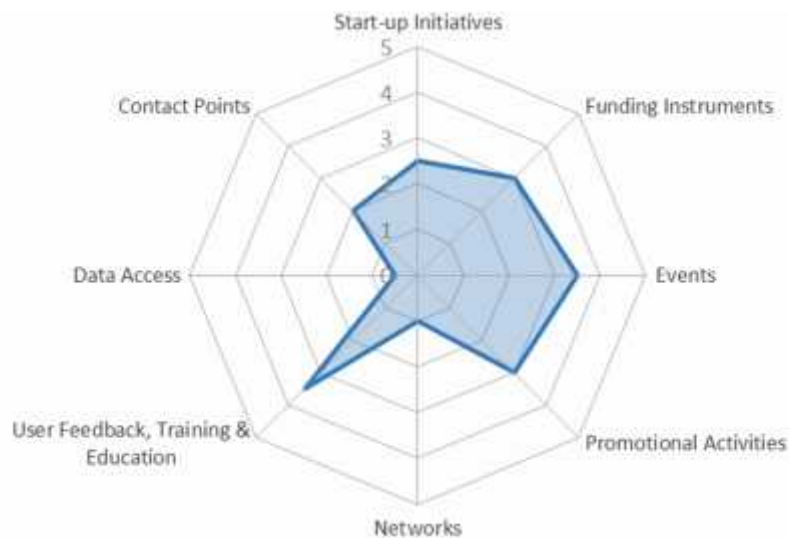 Start-up Initiatives
5
4
3
2
1
0
Contact Points
Funding Instruments
Data Access
Events
User Feedback, Training &
Education
Promotional Activities
Networks